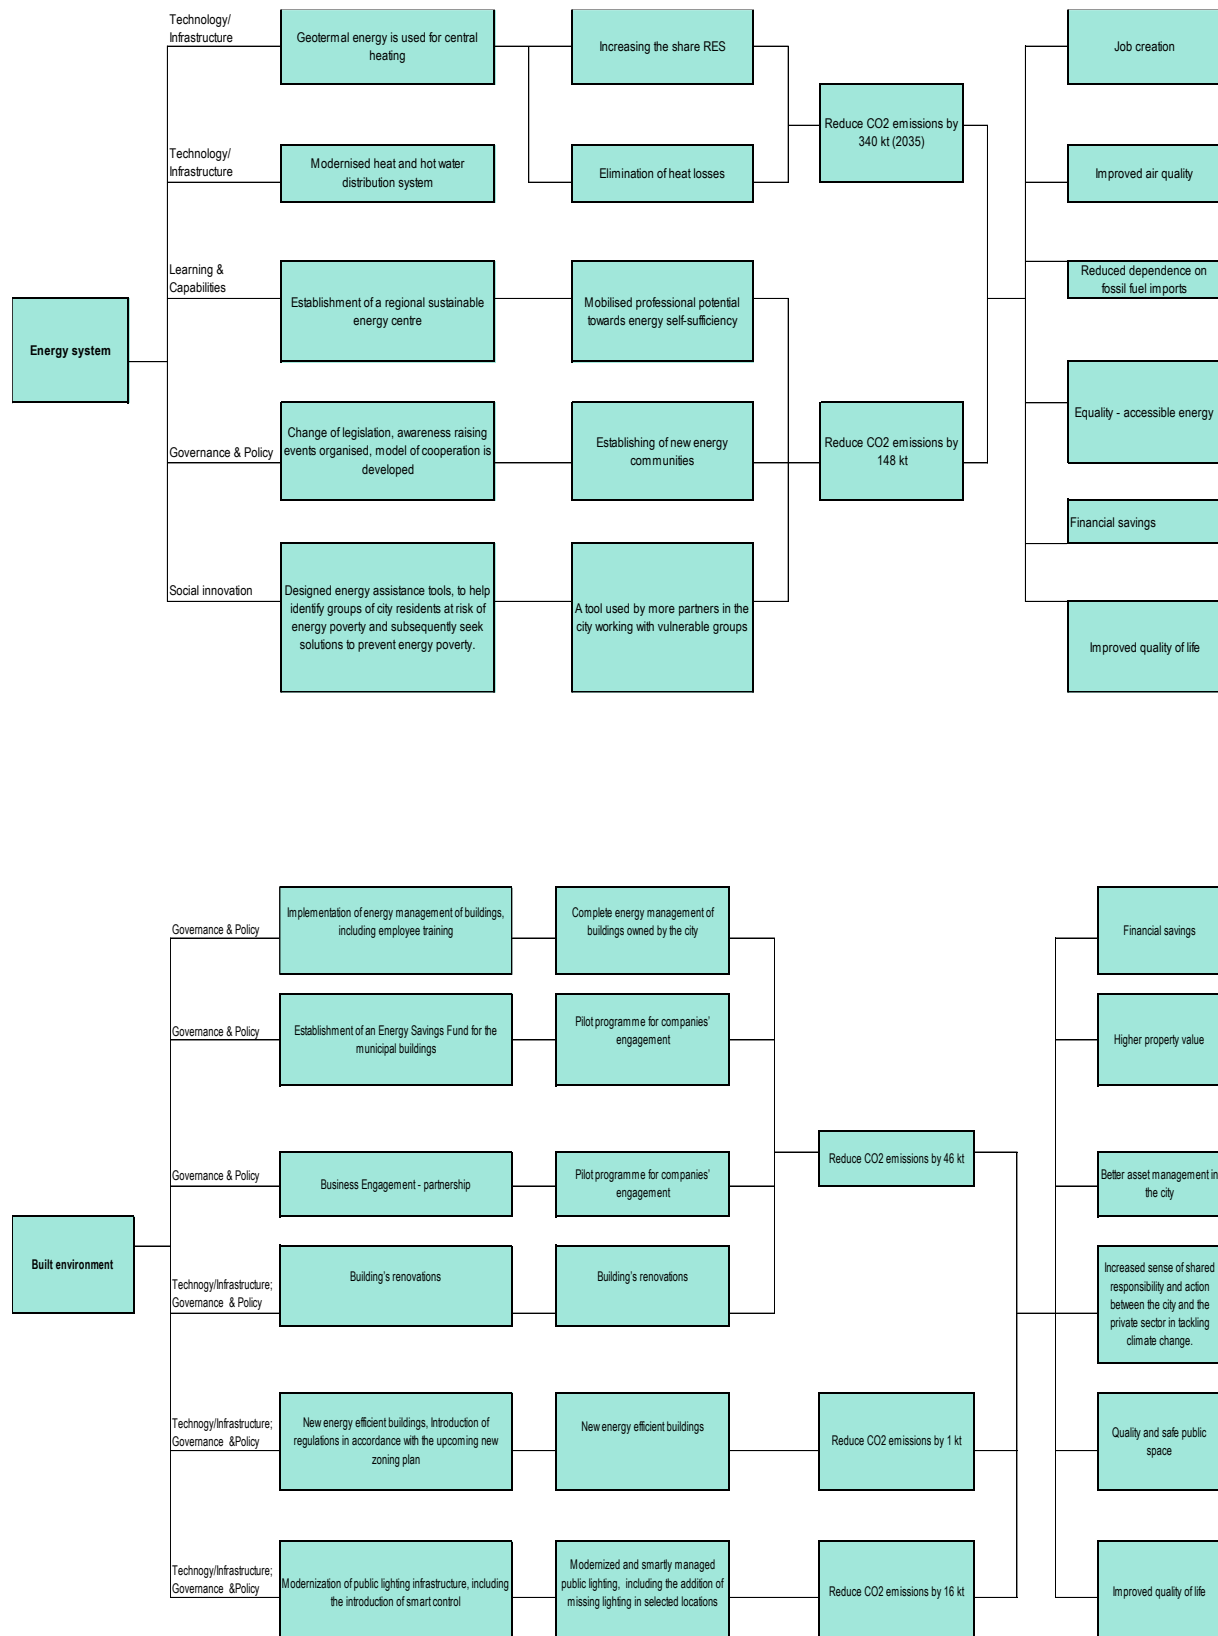 Technology/
Infrastructure
Geotermal energy is used for central
heating
Increasing the share RES
Job creation
Reduce CO2 emissions by
340 kt (2035)
Technology/
Infrastructure
Modernised heat and hot water
distribution system
Elimination of heat losses
Improved air quality
Learning &
Capabilities
Establishment of a regional sustainable
energy centre
Mobilised professional potential
towards energy self-sufficiency
Reduced dependence on
fossil fuel imports
Energy system
Equality - accessible energy
Governance & Policy
Change of legislation, awareness raising
events organised, model of cooperation is
developed
Establishing of new energy
communities
Reduce CO2 emissions by
148 kt
Financial savings
Social innovation
Designed energy assistance tools, to help
identify groups of city residents at risk of
energy poverty and subsequently seek
solutions to prevent energy poverty.
A tool used by more partners in the
city working with vulnerable groups
Improved quality of life
Governance & Policy
Implementation of energy management of buildings,
including employee training
Complete energy management of
buildings owned by the city
Financial savings
Governance & Policy
Establishment of an Energy Savings Fund for the
municipal buildings
Pilot programme for companies'
engagement
Higher property value
Reduce CO2 emissions by 46 kt
Governance & Policy
Business Engagement - partnership
Pilot programme for companies'
engagement
Better asset management in
the city
Built environment
Technogy/Infrastructure;
Governance & Policy
Building's renovations
Building's renovations
Increased sense of shared
responsibility and action
between the city and the
private sector in tackling
climate change.
Technogy/Infrastructure;
Governance &Policy
New energy efficient buildings, Introduction of
regulations in accordance with the upcoming new
zoning plan
New energy efficient buildings
Reduce CO2 emissions by 1 kt
Quality and safe public
space
Technogy/Infrastructure;
Governance &Policy
Modernization of public lighting infrastructure, including
the introduction of smart control
Modernized and smartly managed
public lighting, including the addition of
missing lighting in selected locations
Reduce CO2 emissions by 16 kt
Improved quality of life